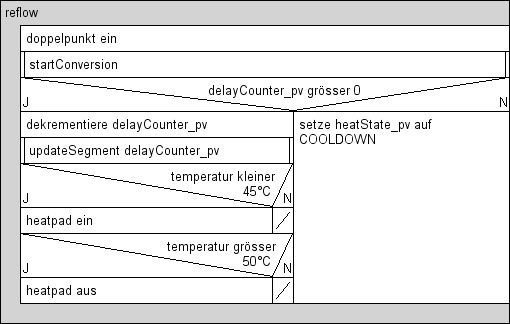 reflow
doppelpunkt ein
startConversion
delayCounter_pv grösser 0
J
N
dekrementiere delayCounter_pv
setze heatState_pv auf
COOLDOWN
updateSegment delayCounter_pv
temperatur kleiner
45°C
J
N
heatpad ein
temperatur grösser
50°C
J
N
heatpad aus